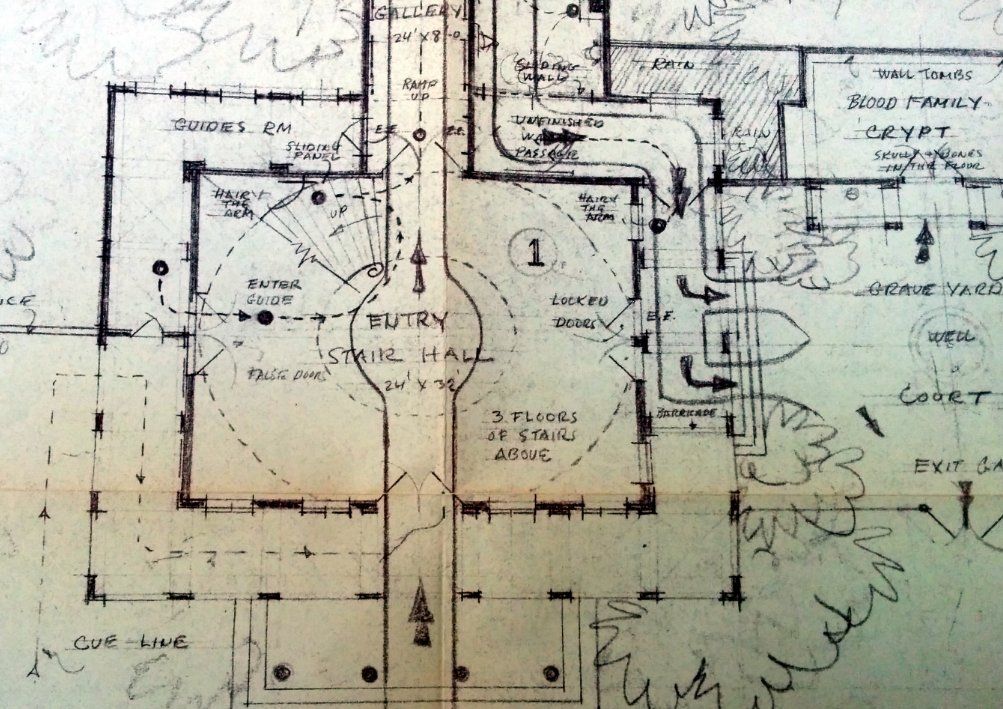 GALLERY
24' X 8'-0
RAMP
UP
SLIDING
WALL
RAIN
WALL TOMBS
BLOOD FAMILY
CRYPT
SKULLS + BONES
IN THE FLOOR
GUIDES RM
E.E.
E.E.
UNFINISHED
PASSAGE
RAIN
SLIDING
PANEL
HAIRY
THE
ARM
UP
HAIRY
THE
ARM
1
ENTER
GUIDE
LOCKED
DOORS
E.E.
GRAVE YARD
ENTRY
STAIR HALL
24' X 32'
FALSE DOORS
WELL
COURT
3 FLOORS
OF STAIRS
ABOVE
BARRICADE
EXIT GA
CUE LINE